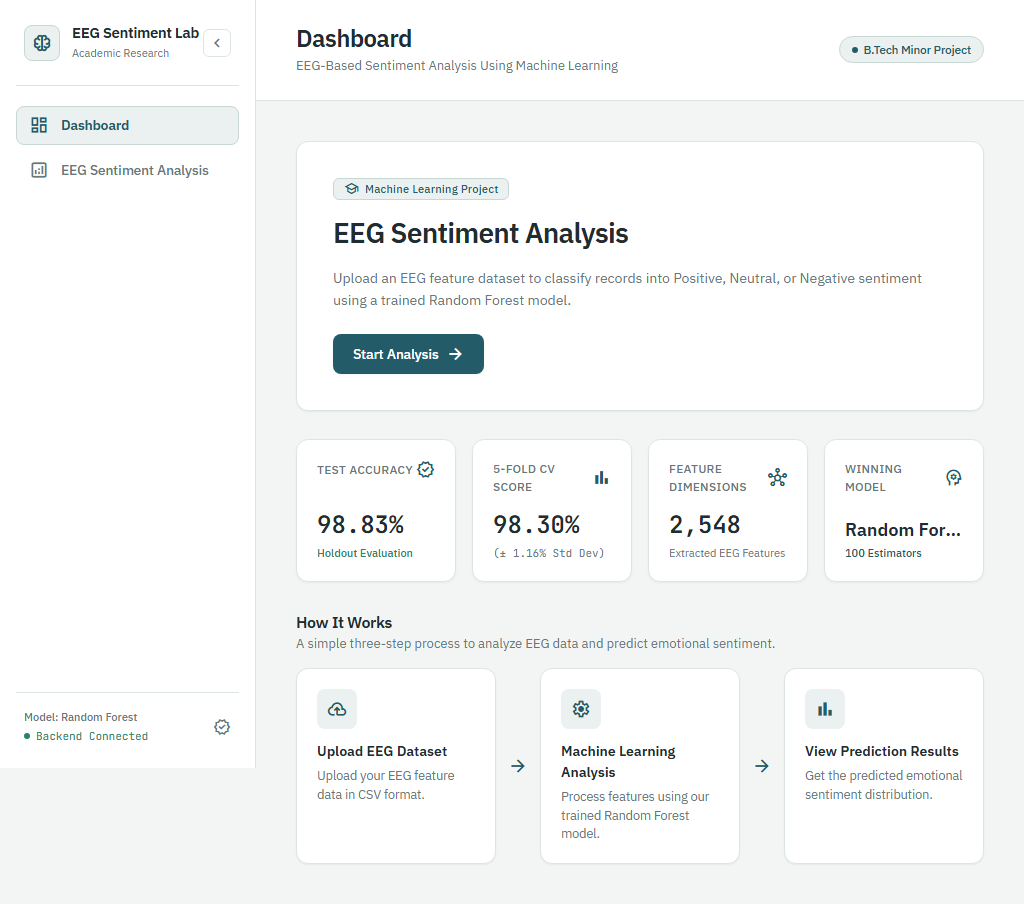 EEG Sentiment Lab
Academic Research
Dashboard
EEG Sentiment Analysis
Model: Random Forest
Backend Connected
Dashboard
EEG-Based Sentiment Analysis Using Machine Learning
B.Tech Minor Project
Machine Learning Project
EEG Sentiment Analysis
Upload an EEG feature dataset to classify records into Positive, Neutral, or Negative sentiment
using a trained Random Forest model.
Start Analysis
TEST ACCURACY
98.83%
Holdout Evaluation
5-FOLD CV
SCORE
98.30%
(± 1.16% Std Dev)
FEATURE
DIMENSIONS
2,548
Extracted EEG Features
WINNING
MODEL
Random For...
100 Estimators
How It Works
A simple three-step process to analyze EEG data and predict emotional sentiment.
Upload EEG Dataset
Upload your EEG feature
data in CSV format.
Machine Learning
Analysis
Process features using our
trained Random Forest
model.
View Prediction Results
Get the predicted emotional
sentiment distribution.